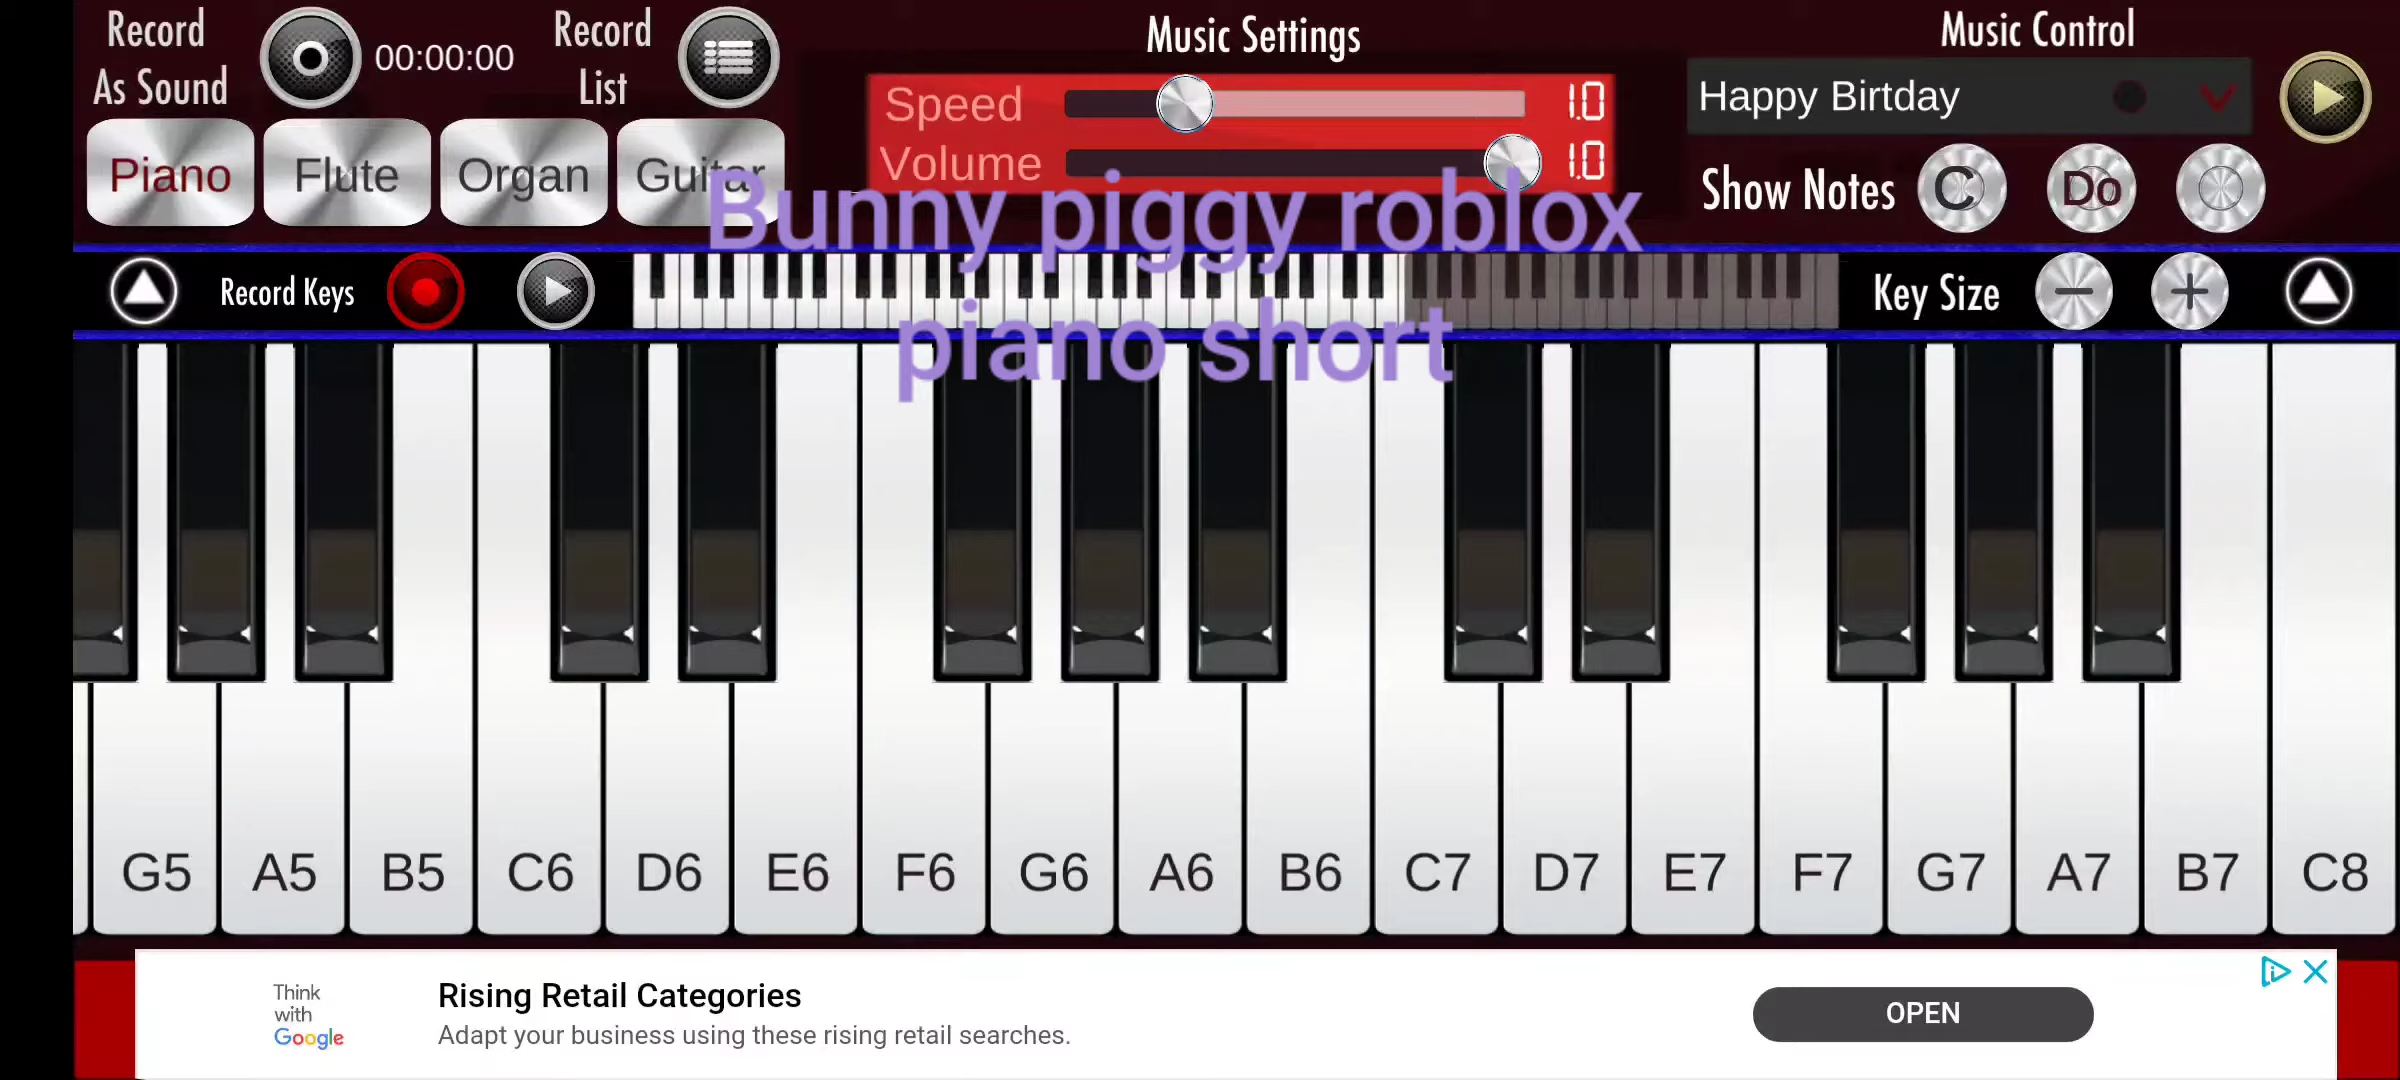 Record
As Sound
00:00:00
Record
List
Music Settings
Music Control
Speed
1.0
Happy Birtday
Volume
1.0
Piano
Flute
Organ
Guitar
Show Notes
C
Do
Bunny piggy roblox
piano short
Record Keys
Key Size
G5 A5 B5 C6 D6 E6 F6 G6 A6 B6 C7 D7 E7 F7 G7 A7 B7 C8
Think
with
Google
Rising Retail Categories
Adapt your business using these rising retail searches.
OPEN